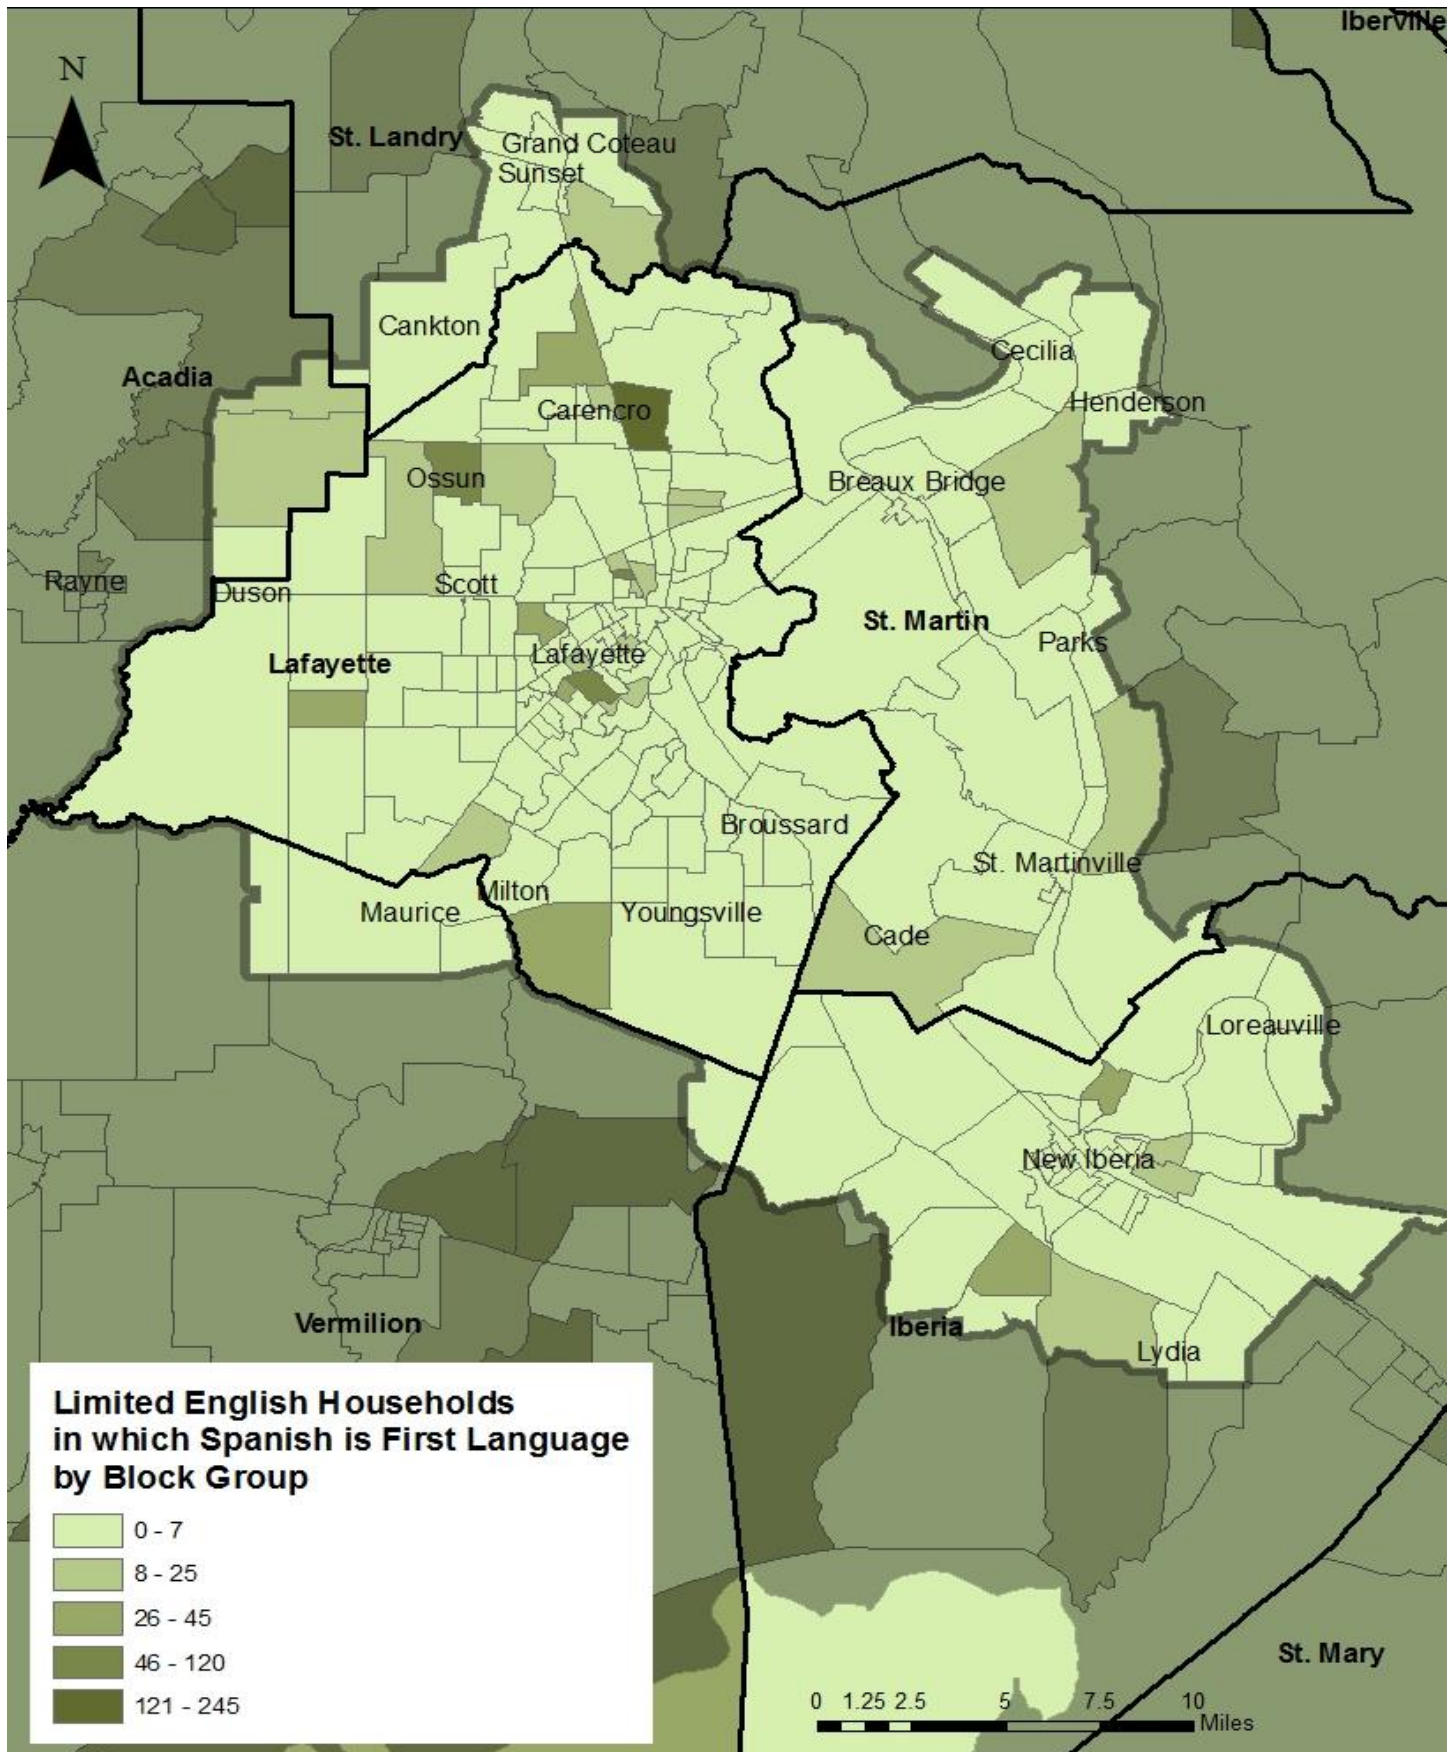 Iberville
N
St. Landry
Grand Coteau
Sunset
Cankton
Cecilia
Acadia
Henderson
Carencro
Ossun
Breaux Bridge
Rayne
Duson
Scott
St. Martin
Parks
Lafayette
Lafayette
Broussard
St. Martinville
Milton
Maurice
Youngsville
Cade
Loreauville
New Iberia
Vermilion
Iberia
Lydia
Limited English Households
in which Spanish is First Language
by Block Group
0 - 7
8 - 25
26 - 45
46 - 120
121 - 245
St. Mary
0 1.25 2.5 5 7.5 10
Miles